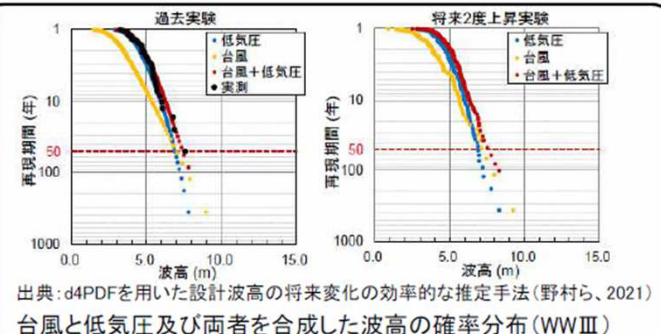 過去実験
1
10
50
100
1000
再現期間(年)
低気圧
台風
台風+低気圧
実測
0.0 5.0 10.0 15.0
波高(m)
将来2度上昇実験
1
10
50
100
1000
再現期間(年)
低気圧
台風
台風+低気圧
0.0 5.0 10.0 15.0
波高(m)
出典:d4PDFを用いた設計波高の将来変化の効率的な推定手法(野村ら、2021)
台風と低気圧及び両者を合成した波高の確率分布(WWⅢ)